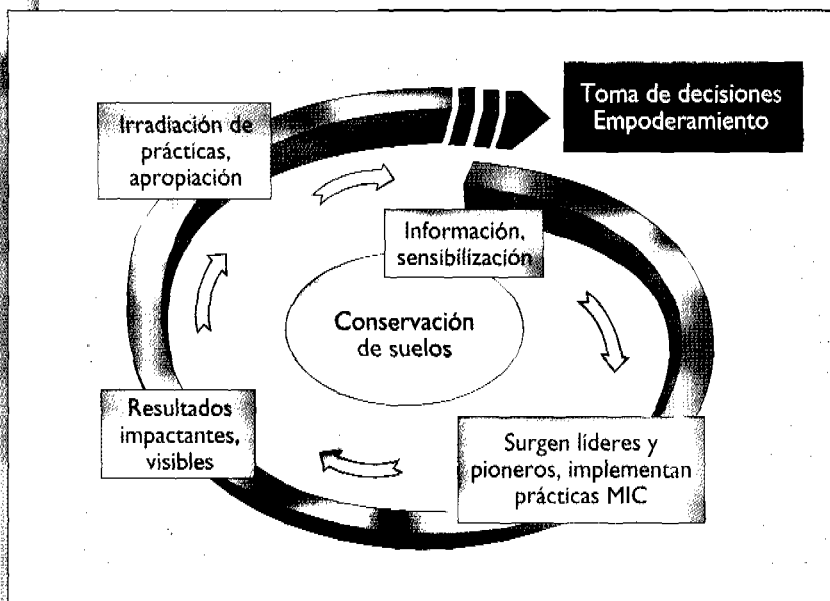 Toma de decisiones
Empoderamiento
Irradiación de
prácticas,
apropiación
Información,
sensibilización
Conservación
de suelos
Resultados
impactantes,
visibles
Surgen líderes y
pioneros, implementan
prácticas MIC